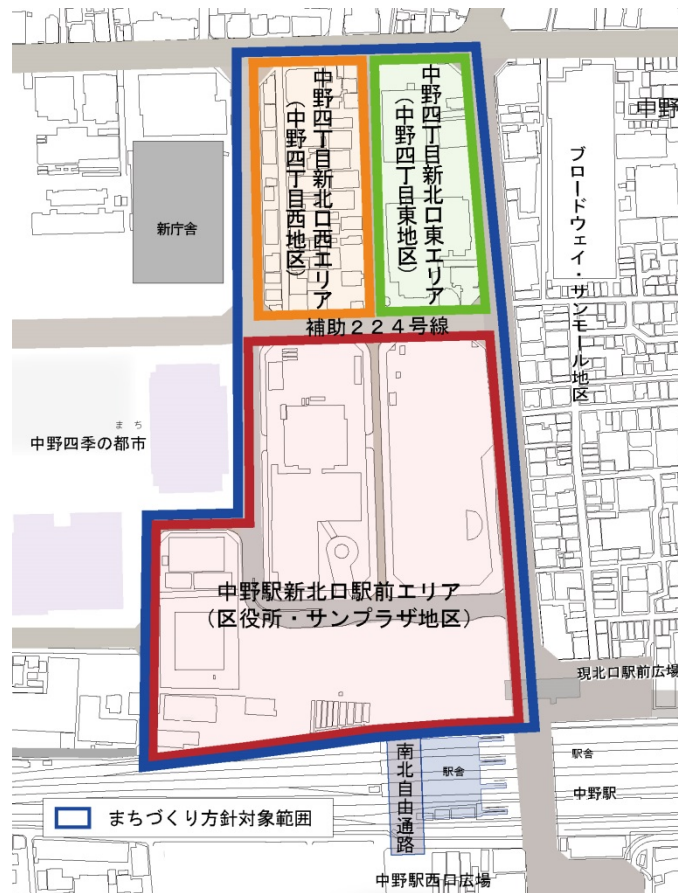 中野四丁目新北口西エリア
（中野四丁目西地区）
中野四丁目新北口東エリア
（中野四丁目東地区）
中野
ブロードウェイ・サンモール地区
新庁舎
補助２２４号線
まち
中野四季の都市
中野駅新北口駅前エリア
（区役所・サンプラザ地区）
現北口駅前広場
南北自由通路
駅舎
駅舎
中野駅
まちづくり方針対象範囲
中野駅西口広場